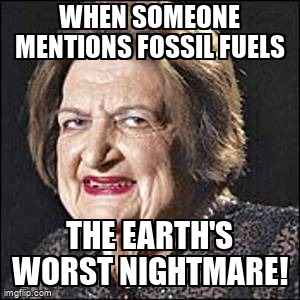 WHEN SOMEONE
MENTIONS FOSSIL FUELS
THE EARTH'S
WORST NIGHTMARE!
imgflip.com